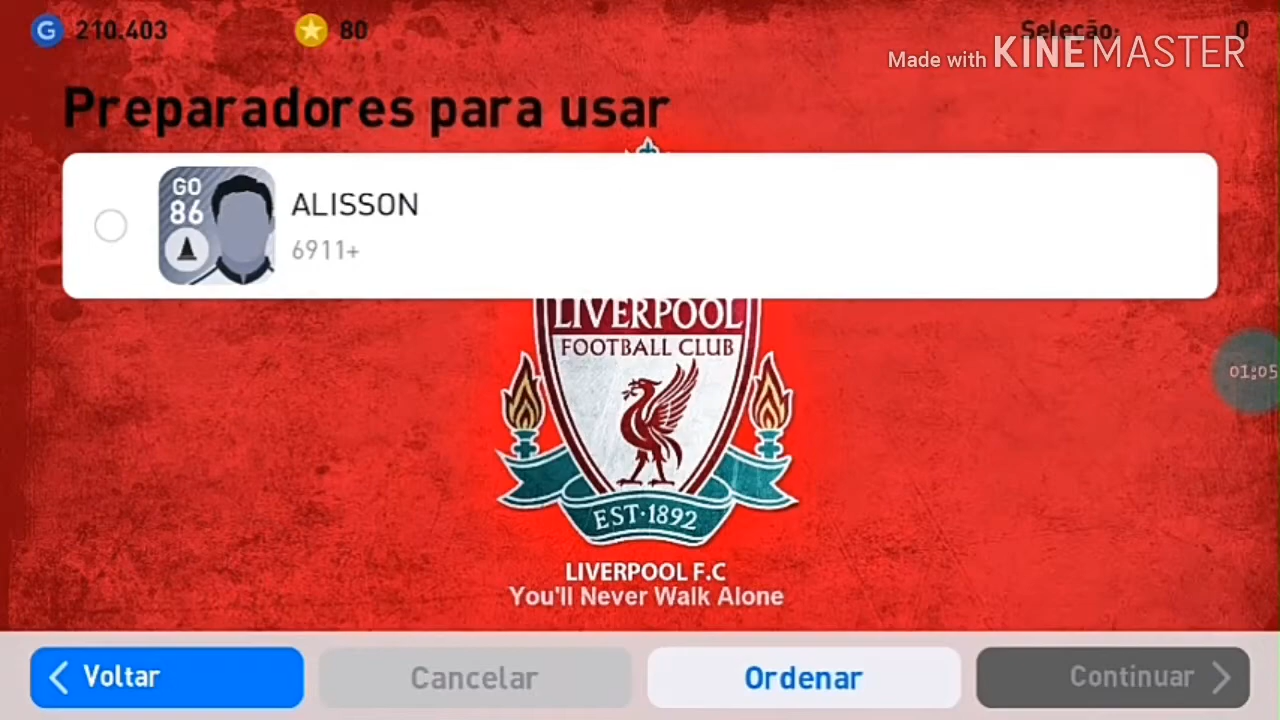 G 210.403 80 Seleção: 0
Made with KINEMASTER
Preparadores para usar
GO
86
ALISSON
6911+
LIVERPOOL
FOOTBALL CLUB
01:05
EST·1892
LIVERPOOL F.C
You'll Never Walk Alone
Voltar Cancelar Ordenar Continuar